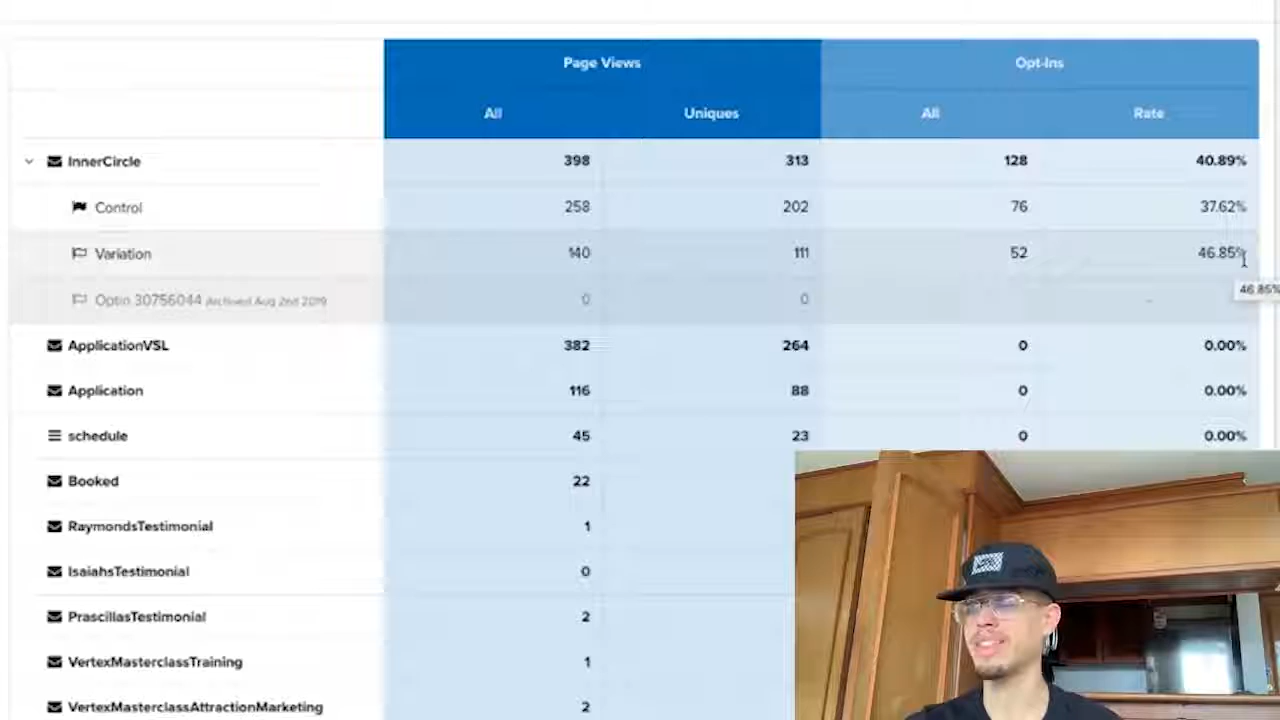 Page Views Opt-Ins
All Uniques All Rate
InnerCircle 398 313 128 40.89%
Control 258 202 76 37.62%
Variation 140 111 52 46.85%
Optin 30756044 Archived Aug 2nd 2019 0 0
46.85%
ApplicationVSL 382 264 0 0.00%
Application 116 88 0 0.00%
schedule 45 23 0 0.00%
Booked 22
RaymondsTestimonial 1
IsaiahsTestimonial 0
PrascillasTestimonial 2
VertexMasterclassTraining 1
VertexMasterclassAttractionMarketing 2